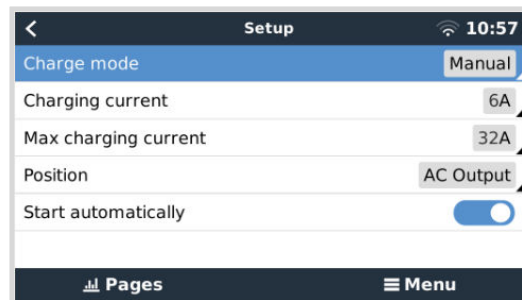 Setup 10:57
Charge mode Manual
Charging current 6A
Max charging current 32A
Position AC Output
Start automatically
Pages Menu